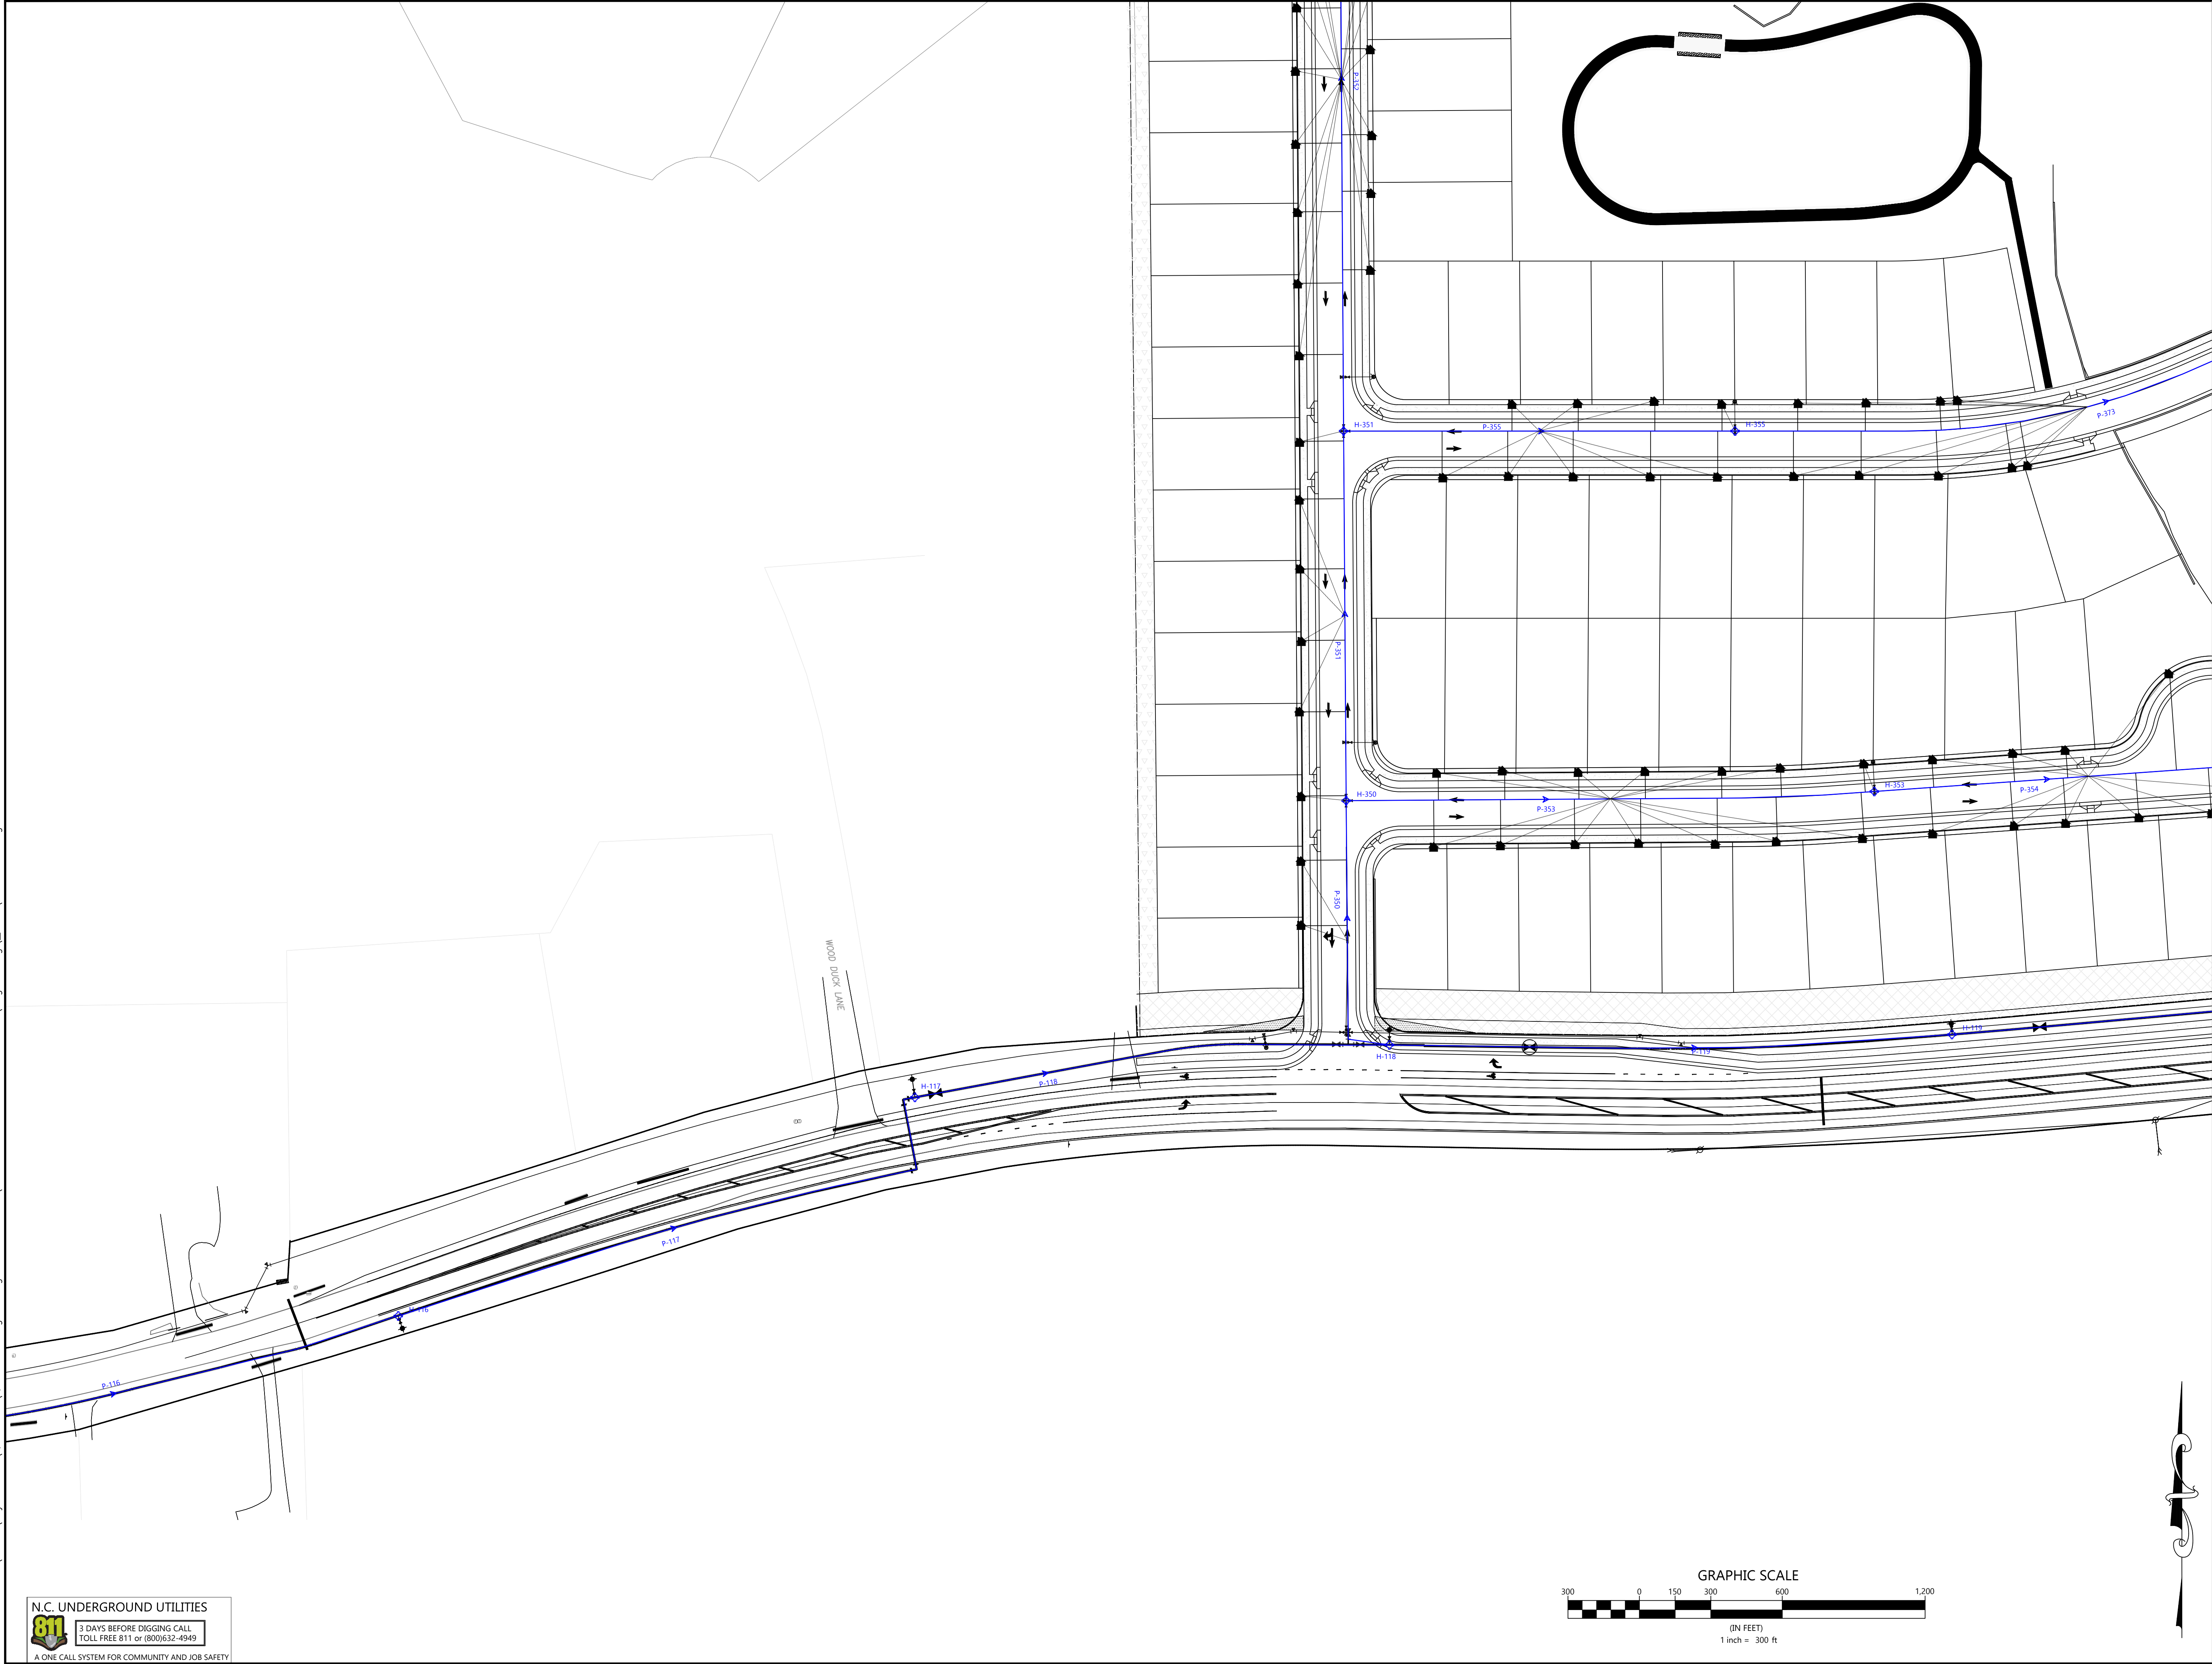 P-352
H-351
P-355
H-355
P-373
P-351
H-350
P-353
H-353
P-354
P-350
WOOD DUCK LANE
H-119
H-118
P-119
H-117
P-118
P-117
H-116
P-116
GRAPHIC SCALE
300 0 150 300 600 1,200
(IN FEET)
1 inch = 300 ft
N.C. UNDERGROUND UTILITIES
811
3 DAYS BEFORE DIGGING CALL
TOLL FREE 811 or (800)632-4949
A ONE CALL SYSTEM FOR COMMUNITY AND JOB SAFETY